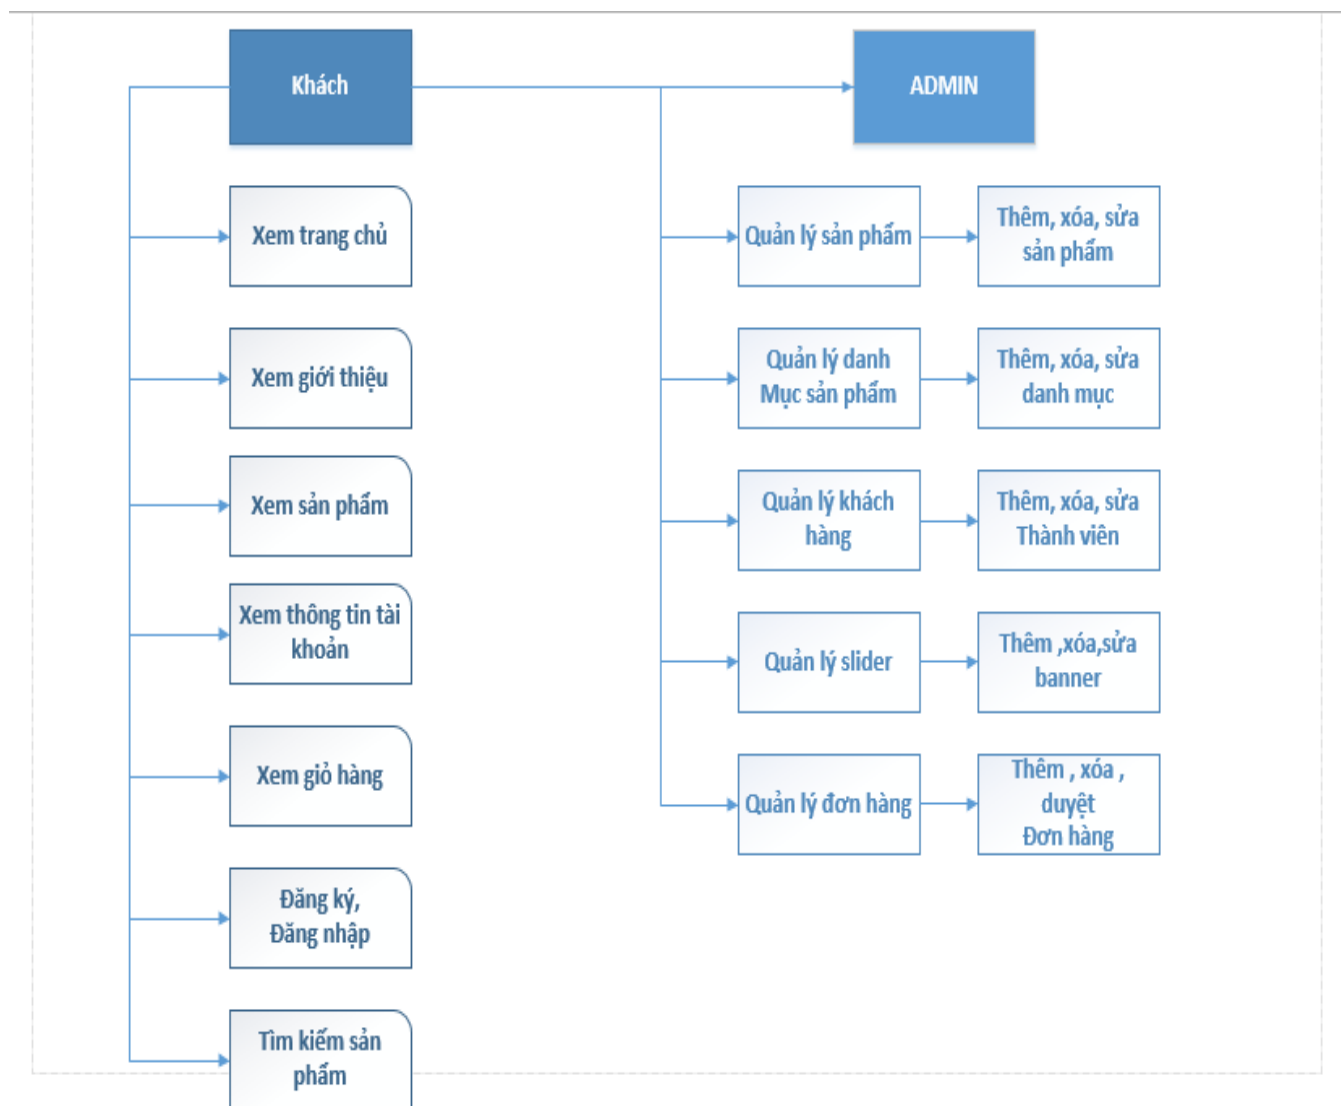 Khách
ADMIN
Xem trang chủ
Xem giới thiệu
Xem sản phẩm
Xem thông tin tài
khoản
Xem giỏ hàng
Đăng ký,
Đăng nhập
Tìm kiếm sản
phẩm
Quản lý sản phẩm
Thêm, xóa, sửa
sản phẩm
Quản lý danh
Mục sản phẩm
Thêm, xóa, sửa
danh mục
Quản lý khách
hàng
Thêm, xóa, sửa
Thành viên
Quản lý slider
Thêm ,xóa,sửa
banner
Quản lý đơn hàng
Thêm , xóa ,
duyệt
Đơn hàng